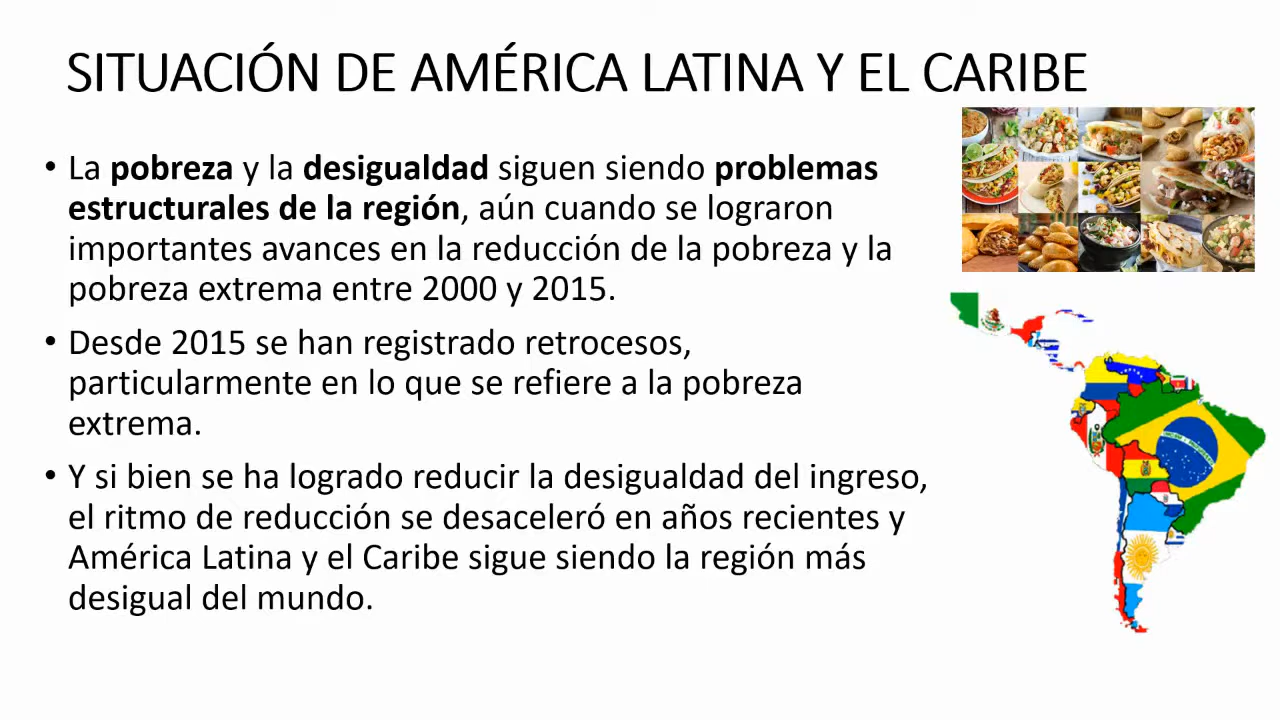 SITUACIÓN DE AMÉRICA LATINA Y EL CARIBE
• La pobreza y la desigualdad siguen siendo problemas
estructurales de la región, aún cuando se lograron
importantes avances en la reducción de la pobreza y la
pobreza extrema entre 2000 y 2015.
• Desde 2015 se han registrado retrocesos,
particularmente en lo que se refiere a la pobreza
extrema.
• Y si bien se ha logrado reducir la desigualdad del ingreso,
el ritmo de reducción se desaceleró en años recientes y
América Latina y el Caribe sigue siendo la región más
desigual del mundo.